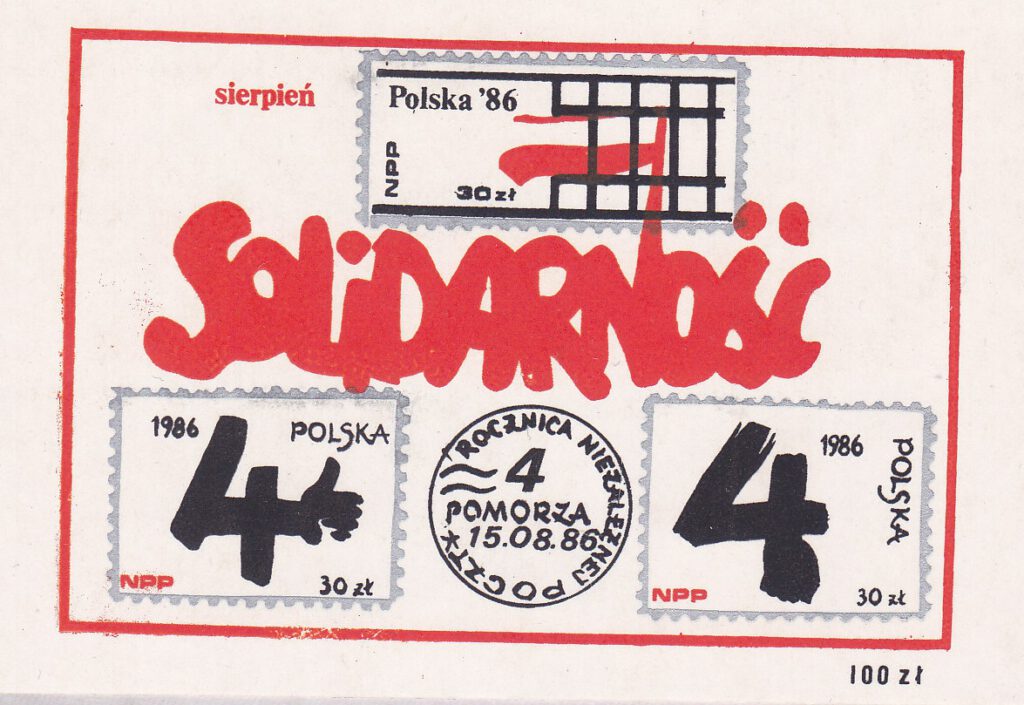 sierpień
Polska '86
NPP
30 zł
SOLiDARNOŚĆ
1986
POLSKA
4
NPP
30 zł
ROCZNICA NIEZALEŻNEJ POCZTY
4
POMORZA
15.08.86
4
1986
POLSKA
NPP
30 zł
100 zł